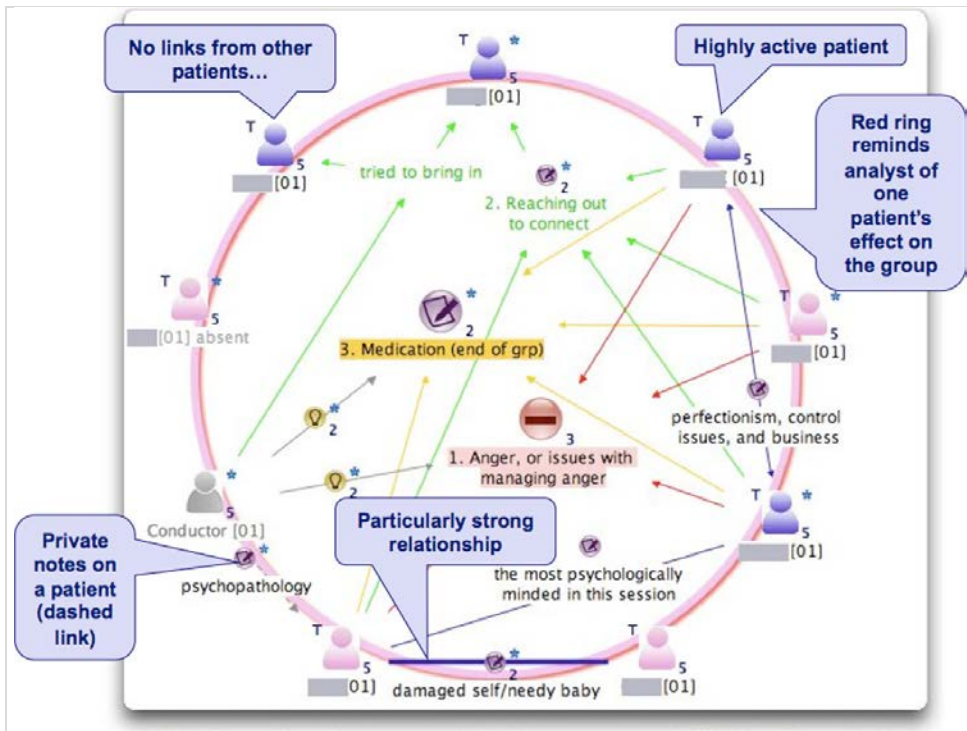 No links from other
patients…
T
*
5
[01]
Highly active patient
T
5
[01]
T
5
[01]
tried to bring in
*
2
2. Reaching out
to connect
Red ring
reminds
analyst of
one
patient's
effect on
the group
T
*
5
[01] absent
*
2
3. Medication (end of grp)
*
5
[01]
perfectionism, control
issues, and business
*
2
3
1. Anger, or issues with
managing anger
*
2
*
5
Conductor [01]
T
*
5
[01]
Particularly strong
relationship
Private
notes on
a patient
(dashed
link)
*
psychopathology
the most psychologically
minded in this session
T
5
01]
*
2
damaged self/needy baby
T
5
[01]